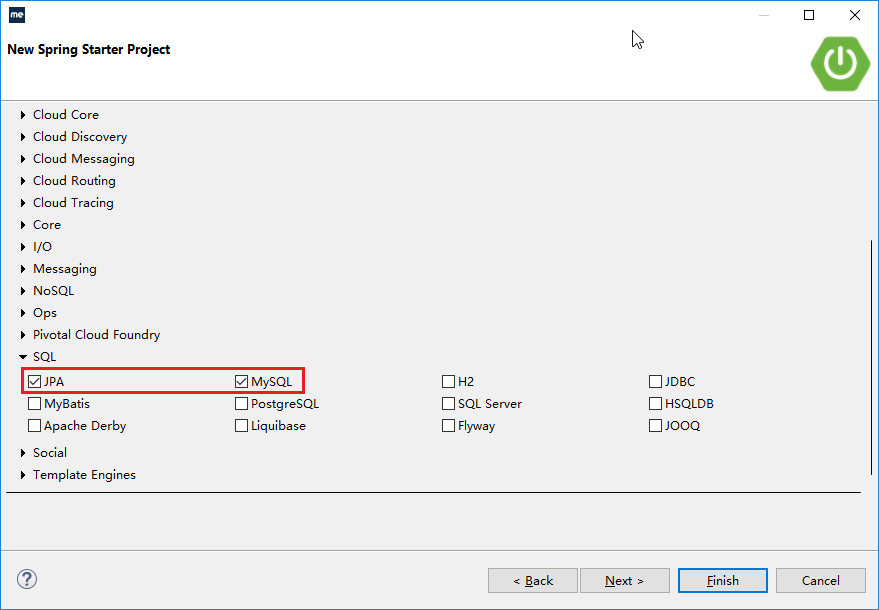 me
New Spring Starter Project
Cloud Core
Cloud Discovery
Cloud Messaging
Cloud Routing
Cloud Tracing
Core
I/O
Messaging
NoSQL
Ops
Pivotal Cloud Foundry
SQL
JPA MySQL H2 JDBC
MyBatis PostgreSQL SQL Server HSQLDB
Apache Derby Liquibase Flyway JOOQ
Social
Template Engines
? < Back Next > Finish Cancel